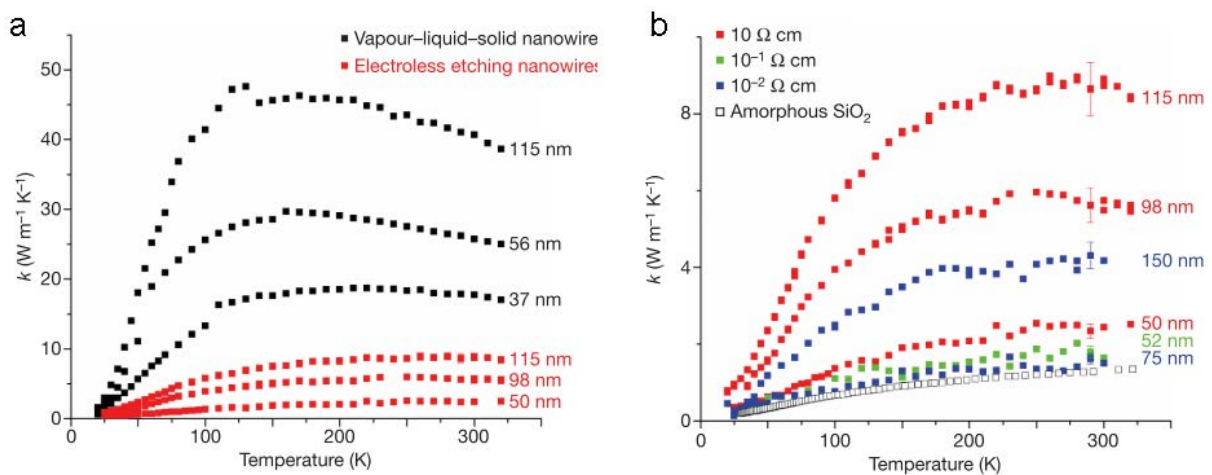 a
Vapour–liquid–solid nanowire
Electroless etching nanowires
50
40
30
20
10
0
k (W m⁻¹ K⁻¹)
115 nm
56 nm
37 nm
115 nm
98 nm
50 nm
0
100
200
300
Temperature (K)
b
10 Ω cm
10⁻¹ Ω cm
10⁻² Ω cm
Amorphous SiO₂
8
4
0
k (W m⁻¹ K⁻¹)
115 nm
98 nm
150 nm
50 nm
52 nm
75 nm
0
100
200
300
Temperature (K)